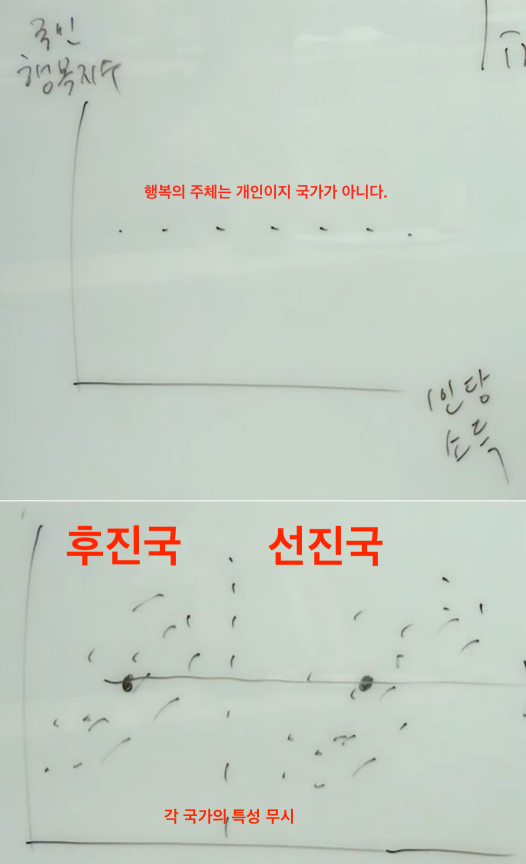 국민
행복지수
행복의 주체는 개인이지 국가가 아니다.
1인당
소득
후진국 선진국
각 국가의 특성 무시